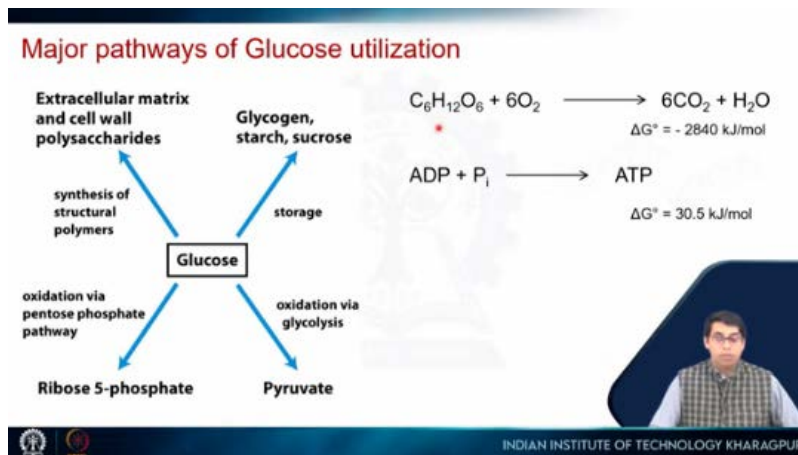 Major pathways of Glucose utilization
Extracellular matrix
and cell wall
polysaccharides
Glycogen,
starch, sucrose
synthesis of
structural
polymers
storage
Glucose
oxidation via
pentose phosphate
pathway
oxidation via
glycolysis
Ribose 5-phosphate
Pyruvate
C₆H₁₂O₆ + 6O₂ ⟶ 6CO₂ + H₂O
ΔG° = - 2840 kJ/mol
ADP + Pᵢ ⟶ ATP
ΔG° = 30.5 kJ/mol
INDIAN INSTITUTE OF TECHNOLOGY KHARAGPUR